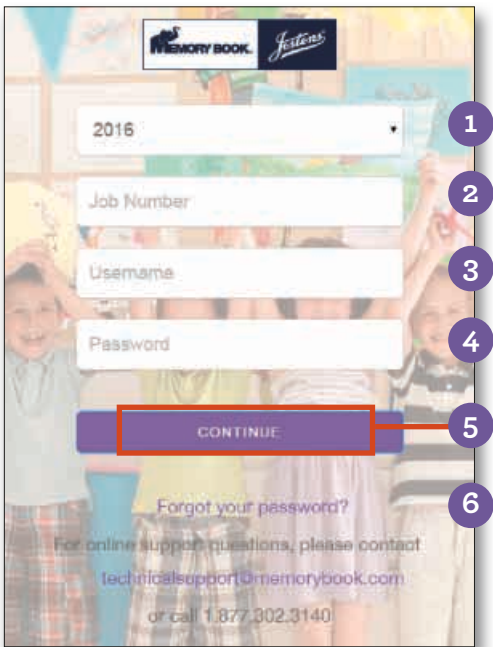 MEMORY BOOK. Jostens
2016
1
Job Number
2
Username
3
Password
4
CONTINUE
5
Forgot your password?
6
For online support questions, please contact
technicalsupport@memorybook.com
or call 1.877.302.3140